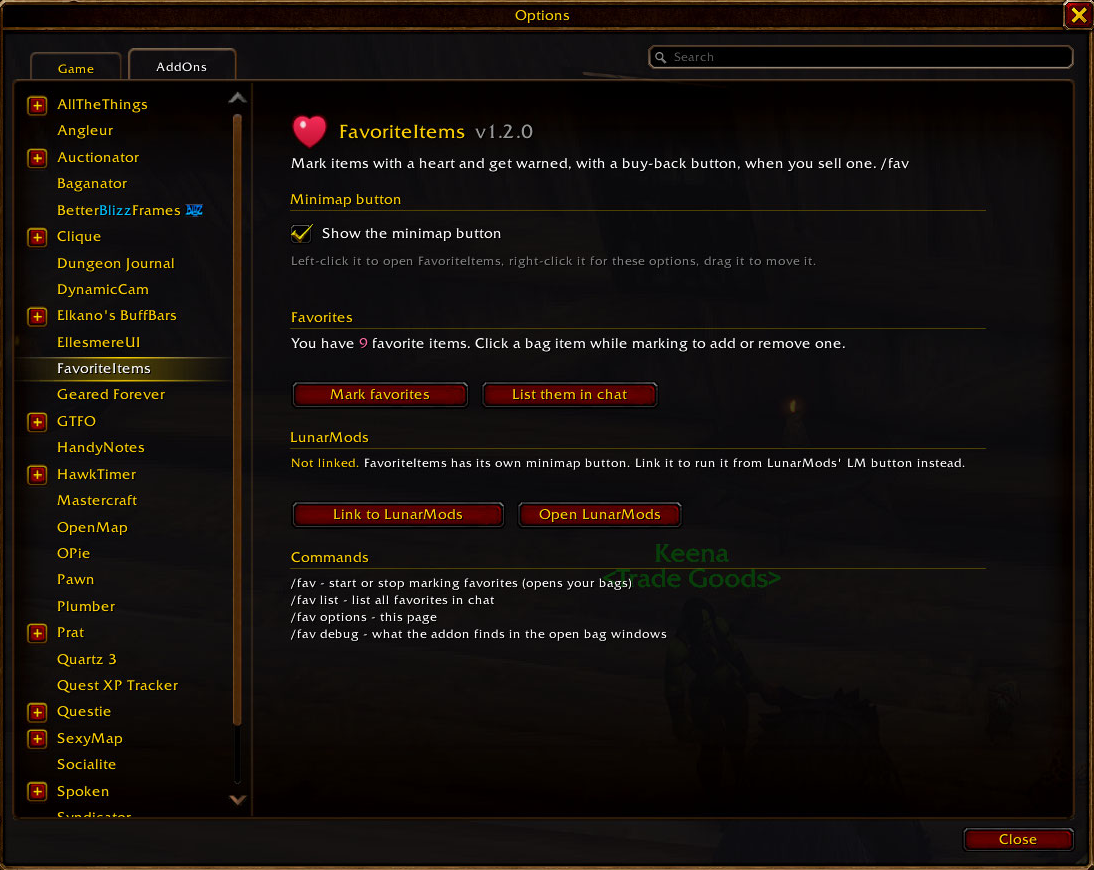 Options
Game
AddOns
Search
AllTheThings
Angleur
Auctionator
Baganator
BetterBlizzFrames
Clique
Dungeon Journal
DynamicCam
Elkano's BuffBars
EllesmereUI
FavoriteItems
Geared Forever
GTFO
HandyNotes
HawkTimer
Mastercraft
OpenMap
OPie
Pawn
Plumber
Prat
Quartz 3
Quest XP Tracker
Questie
SexyMap
Socialite
Spoken
Syndicator
FavoriteItems v1.2.0
Mark items with a heart and get warned, with a buy-back button, when you sell one. /fav
Minimap button
Show the minimap button
Left-click it to open FavoriteItems, right-click it for these options, drag it to move it.
Favorites
You have 9 favorite items. Click a bag item while marking to add or remove one.
Mark favorites
List them in chat
LunarMods
Not linked. FavoriteItems has its own minimap button. Link it to run it from LunarMods' LM button instead.
Link to LunarMods
Open LunarMods
Commands
Keena
<Trade Goods>
/fav - start or stop marking favorites (opens your bags)
/fav list - list all favorites in chat
/fav options - this page
/fav debug - what the addon finds in the open bag windows
Close